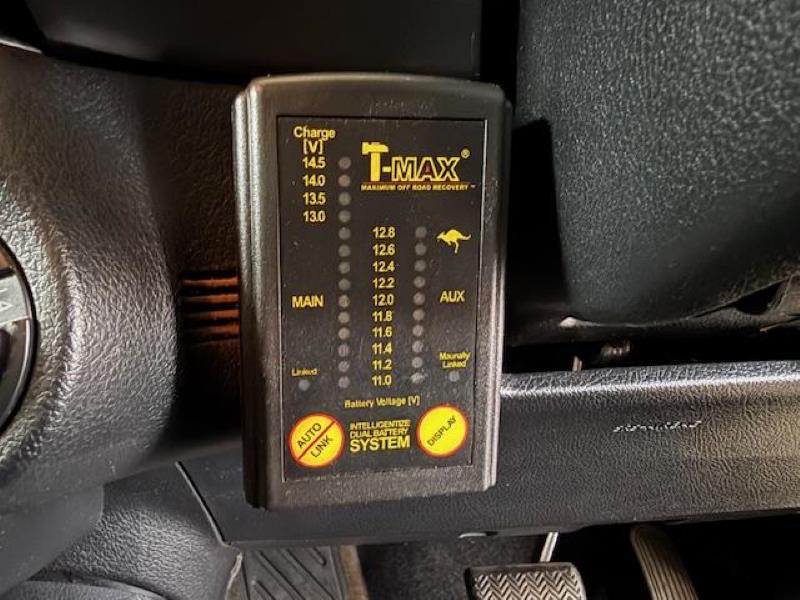 Charge
[V]
T-MAX®
MAXIMUM OFF ROAD RECOVERY™
14.5
14.0
13.5
13.0
12.8
12.6
12.4
12.2
MAIN 12.0 AUX
11.8
11.6
11.4
11.2
11.0
Linked
Maunally
Linked
Battery Voltage [V]
AUTO
LINK
INTELLIGENTIZE
DUAL BATTERY
SYSTEM
DISPLAY